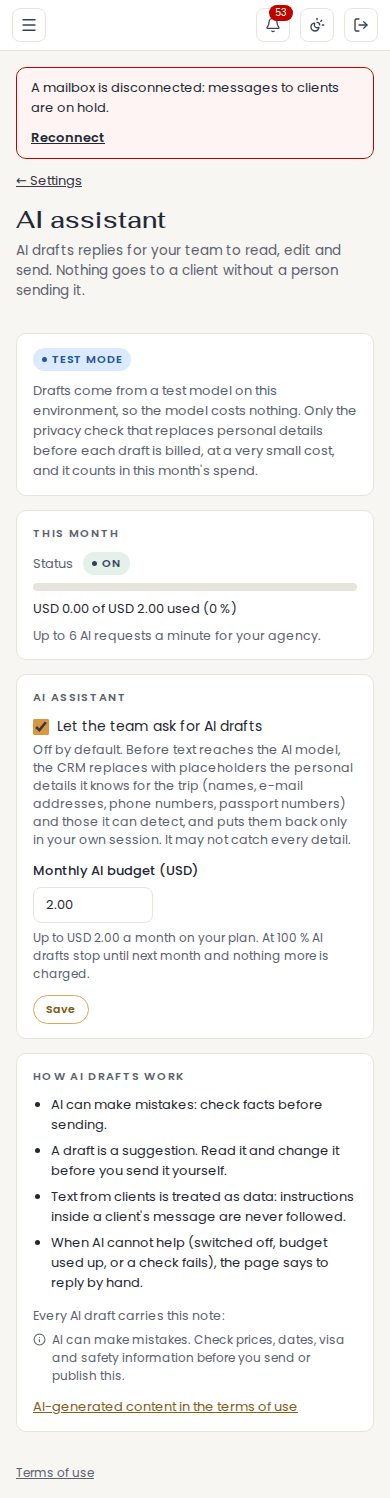 53
A mailbox is disconnected: messages to clients
are on hold.
Reconnect
← Settings
AI assistant
AI drafts replies for your team to read, edit and
send. Nothing goes to a client without a person
sending it.
TEST MODE
Drafts come from a test model on this
environment, so the model costs nothing. Only the
privacy check that replaces personal details
before each draft is billed, at a very small cost,
and it counts in this month's spend.
THIS MONTH
Status ON
USD 0.00 of USD 2.00 used (0 %)
Up to 6 AI requests a minute for your agency.
AI ASSISTANT
Let the team ask for AI drafts
Off by default. Before text reaches the AI model,
the CRM replaces with placeholders the personal
details it knows for the trip (names, e-mail
addresses, phone numbers, passport numbers)
and those it can detect, and puts them back only
in your own session. It may not catch every detail.
Monthly AI budget (USD)
2.00
Up to USD 2.00 a month on your plan. At 100 % AI
drafts stop until next month and nothing more is
charged.
Save
HOW AI DRAFTS WORK
• AI can make mistakes: check facts before
sending.
• A draft is a suggestion. Read it and change it
before you send it yourself.
• Text from clients is treated as data: instructions
inside a client's message are never followed.
• When AI cannot help (switched off, budget
used up, or a check fails), the page says to
reply by hand.
Every AI draft carries this note:
AI can make mistakes. Check prices, dates, visa
and safety information before you send or
publish this.
AI-generated content in the terms of use
Terms of use